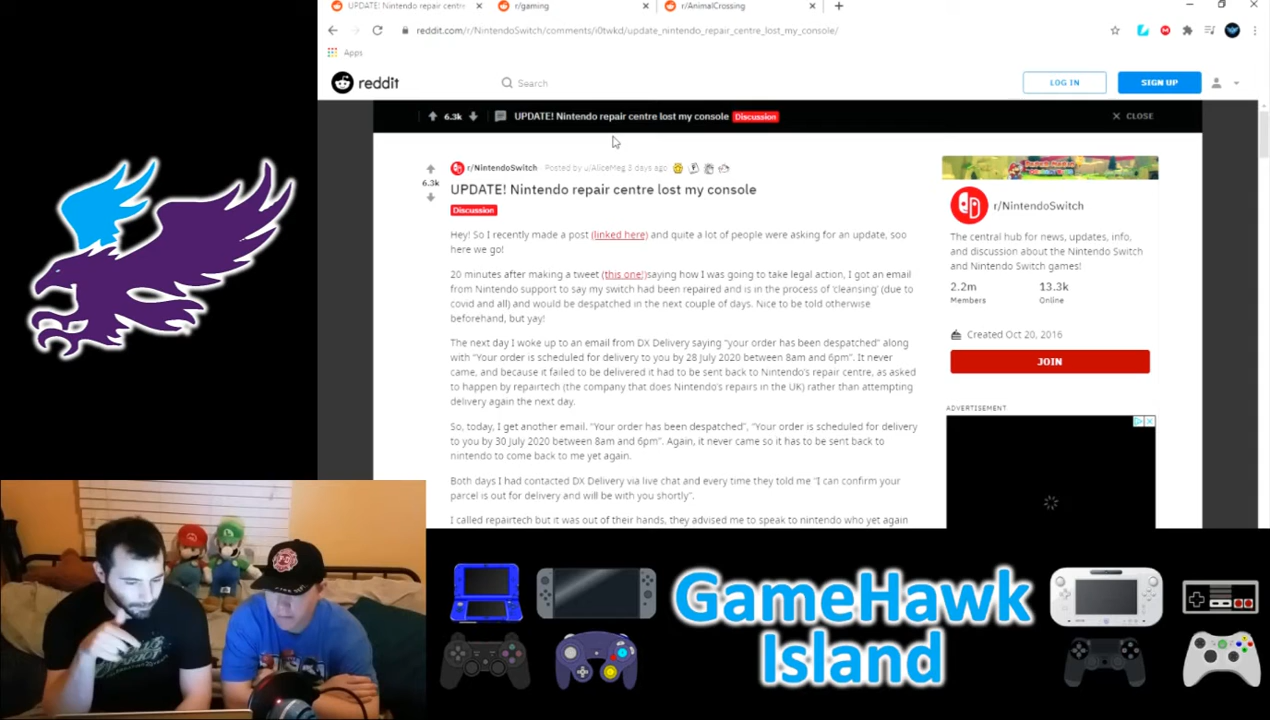 UPDATE! Nintendo repair centre
r/gaming
r/AnimalCrossing
reddit.com/r/NintendoSwitch/comments/i0twkd/update_nintendo_repair_centre_lost_my_console/
Apps
reddit
Search
LOG IN
SIGN UP
6.3k
UPDATE! Nintendo repair centre lost my console Discussion
CLOSE
r/NintendoSwitch Posted by u/AliceMeg 3 days ago
6.3k
UPDATE! Nintendo repair centre lost my console
Discussion
Hey! So I recently made a post (linked here) and quite a lot of people were asking for an update, soo
here we go!
20 minutes after making a tweet (this one!)saying how I was going to take legal action, I got an email
from Nintendo support to say my switch had been repaired and is in the process of 'cleansing' (due to
covid and all) and would be despatched in the next couple of days. Nice to be told otherwise
beforehand, but yay!
The next day I woke up to an email from DX Delivery saying "your order has been despatched" along
with "Your order is scheduled for delivery to you by 28 July 2020 between 8am and 6pm". It never
came, and because it failed to be delivered it had to be sent back to Nintendo's repair centre, as asked
to happen by repairtech (the company that does Nintendo's repairs in the UK) rather than attempting
delivery again the next day.
So, today, I get another email. "Your order has been despatched", "Your order is scheduled for delivery
to you by 30 July 2020 between 8am and 6pm". Again, it never came so it has to be sent back to
nintendo to come back to me yet again.
Both days I had contacted DX Delivery via live chat and every time they told me "I can confirm your
parcel is out for delivery and will be with you shortly".
I called repairtech but it was out of their hands, they advised me to speak to nintendo who yet again
r/NintendoSwitch
The central hub for news, updates, info,
and discussion about the Nintendo Switch
and Nintendo Switch games!
2.2m
Members
13.3k
Online
Created Oct 20, 2016
JOIN
ADVERTISEMENT
GameHawk
Island